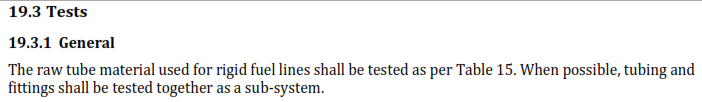 19.3 Tests
19.3.1 General
The raw tube material used for rigid fuel lines shall be tested as per Table 15. When possible, tubing and
fittings shall be tested together as a sub-system.